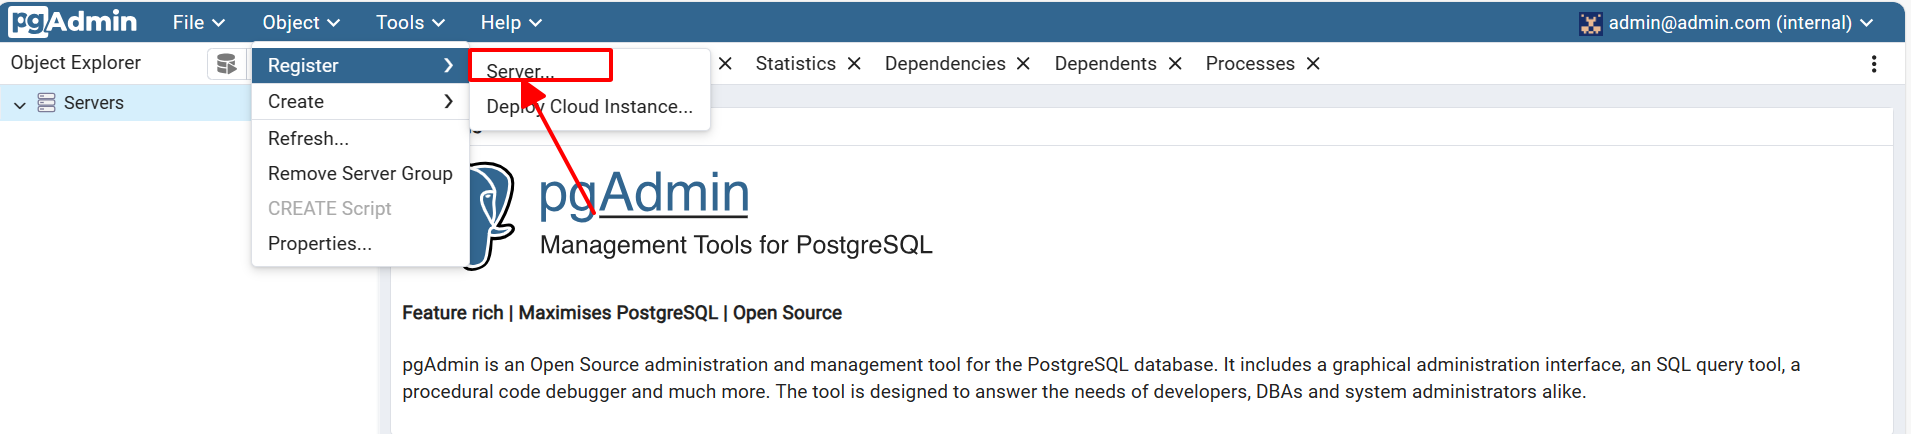 pgAdmin File Object Tools Help admin@admin.com (internal)
Object Explorer Register Server... Statistics Dependencies Dependents Processes
Servers Create Deploy Cloud Instance...
Refresh...
Remove Server Group
CREATE Script
Properties...
pgAdmin
Management Tools for PostgreSQL
Feature rich | Maximises PostgreSQL | Open Source
pgAdmin is an Open Source administration and management tool for the PostgreSQL database. It includes a graphical administration interface, an SQL query tool, a
procedural code debugger and much more. The tool is designed to answer the needs of developers, DBAs and system administrators alike.